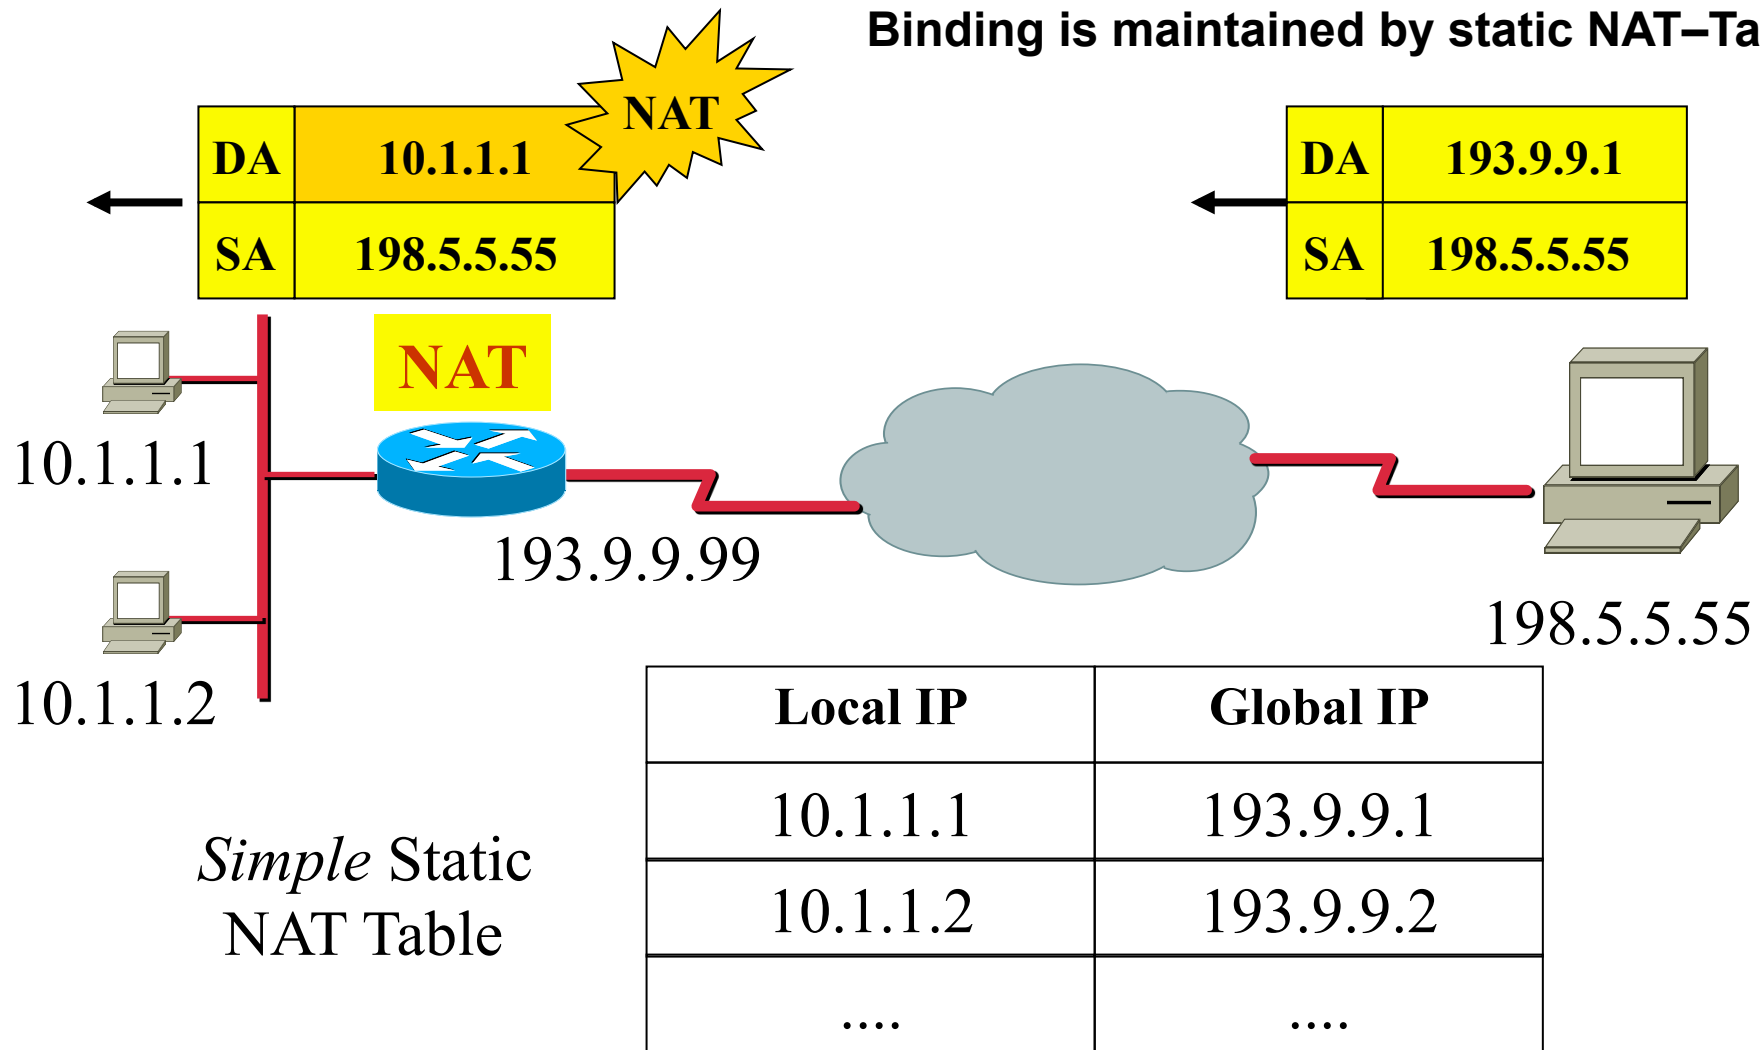 Binding is maintained by static NAT–Ta
NAT
DA 10.1.1.1
SA 198.5.5.55
DA 193.9.9.1
SA 198.5.5.55
NAT
10.1.1.1
193.9.9.99
10.1.1.2
198.5.5.55
Simple Static
NAT Table
Local IP Global IP
10.1.1.1 193.9.9.1
10.1.1.2 193.9.9.2
.... ....